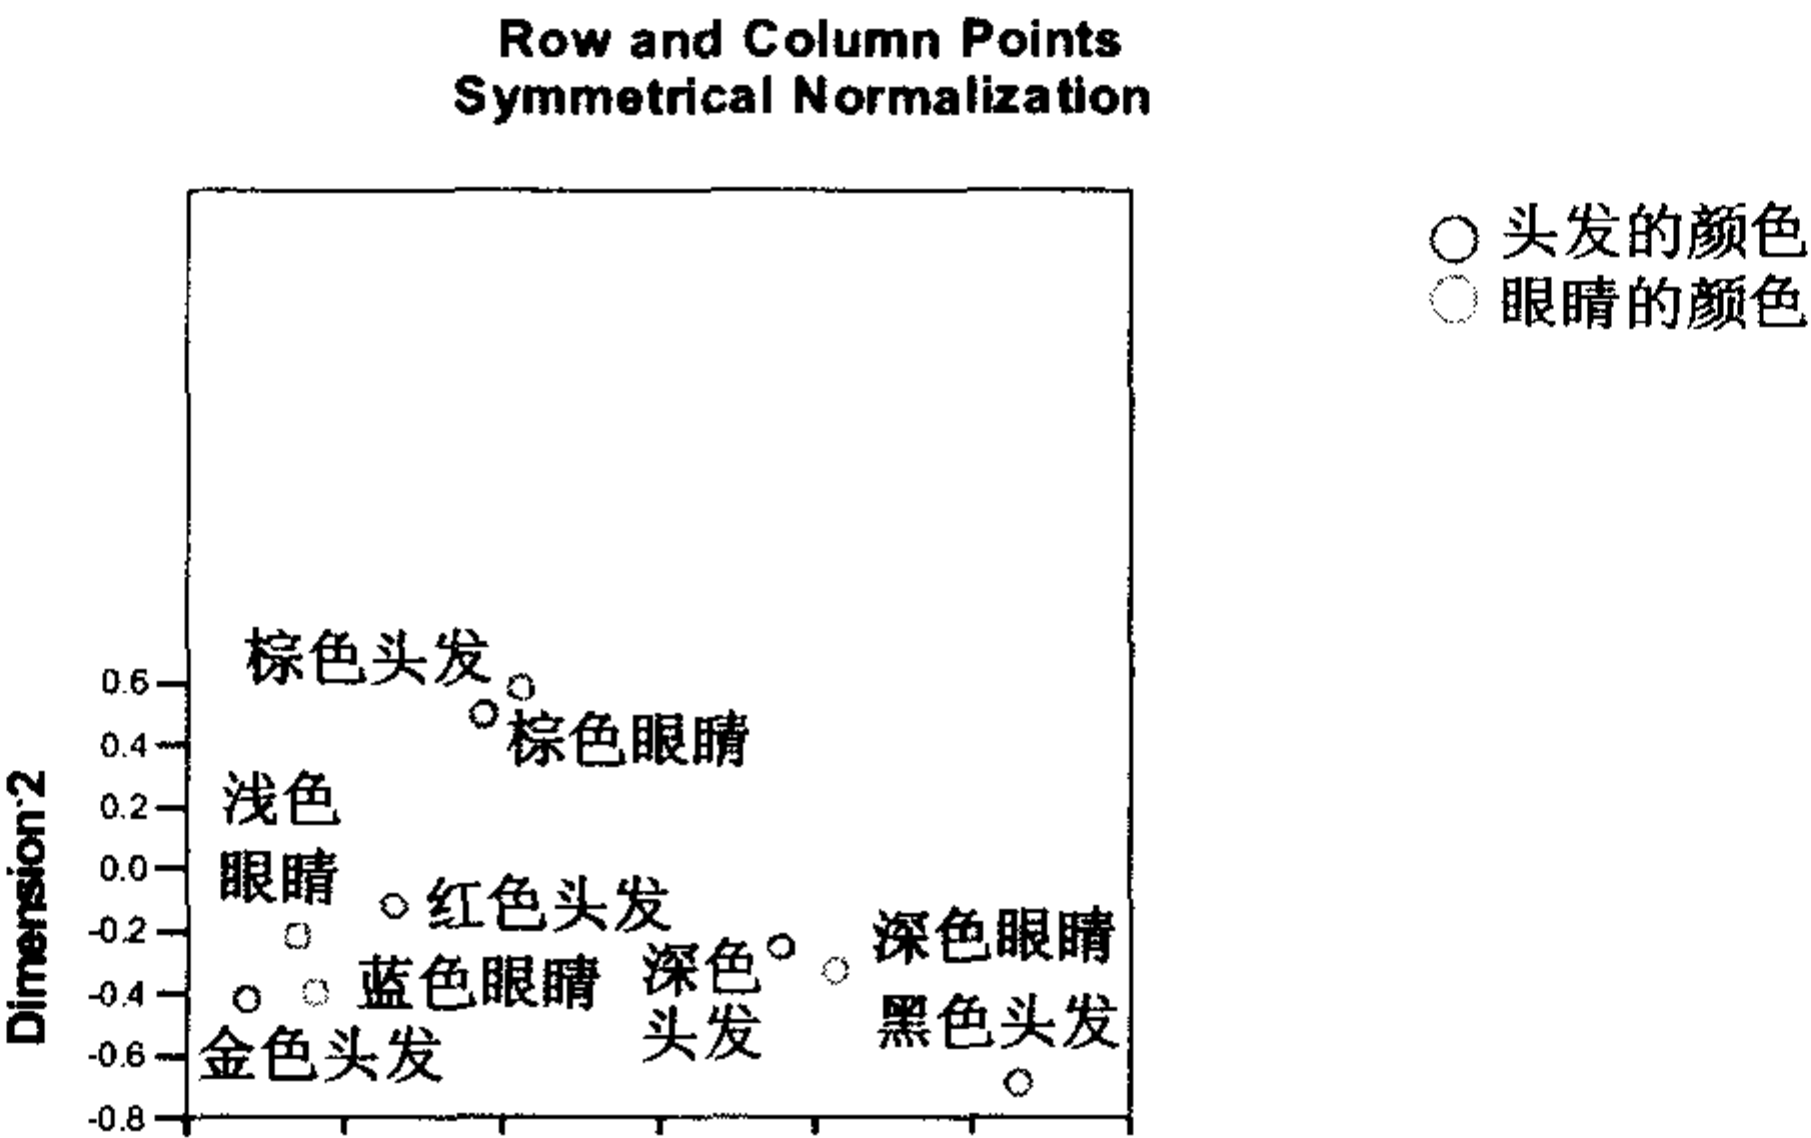 Row and Column Points
Symmetrical Normalization
头发的颜色
眼睛的颜色
棕色头发
0.6
棕色眼睛
0.4
浅色
0.2
眼睛
0.0
红色头发
-0.2
深色眼睛
深色
蓝色眼睛
-0.4
黑色头发
头发
金色头发
-0.6
-0.8
Dimension 2